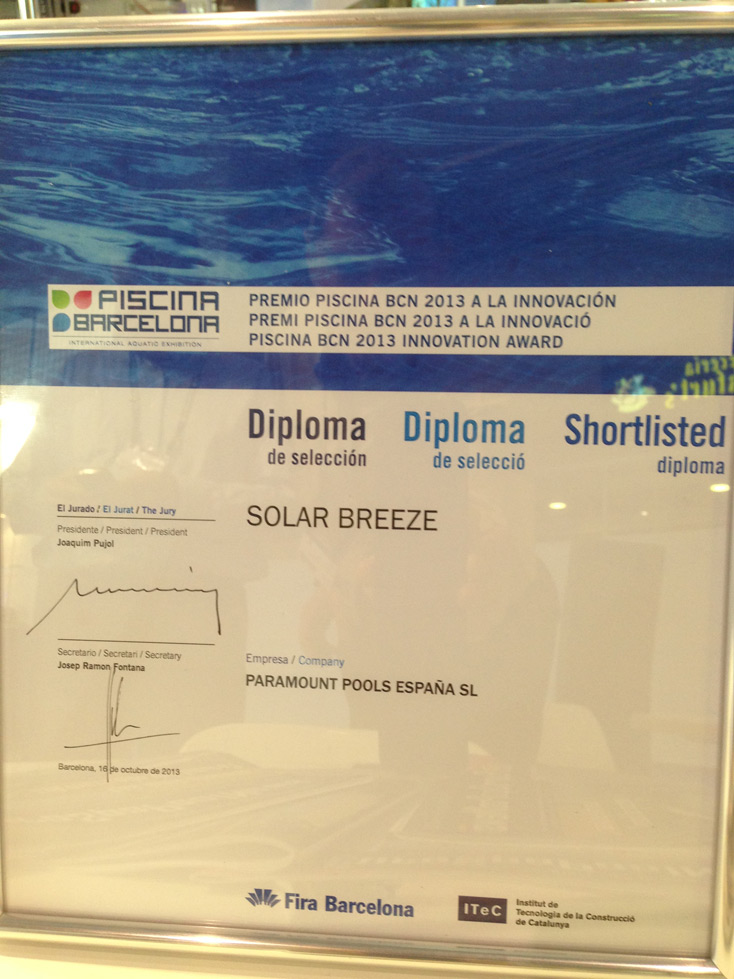 PISCINA
BARCELONA
INTERNATIONAL AQUATIC EXHIBITION
PREMIO PISCINA BCN 2013 A LA INNOVACIÓN
PREMI PISCINA BCN 2013 A LA INNOVACIÓ
PISCINA BCN 2013 INNOVATION AWARD
Diploma
de selección
Diploma
de selecció
Shortlisted
diploma
El Jurado / El Jurat / The Jury
Presidente / President / President
Joaquim Pujol
SOLAR BREEZE
Secretario / Secretari / Secretary
Josep Ramon Fontana
Empresa / Company
PARAMOUNT POOLS ESPAÑA SL
Barcelona, 16 de octubre de 2013
Fira Barcelona
ITeC
Institut de
Tecnologia de la Construcció
de Catalunya